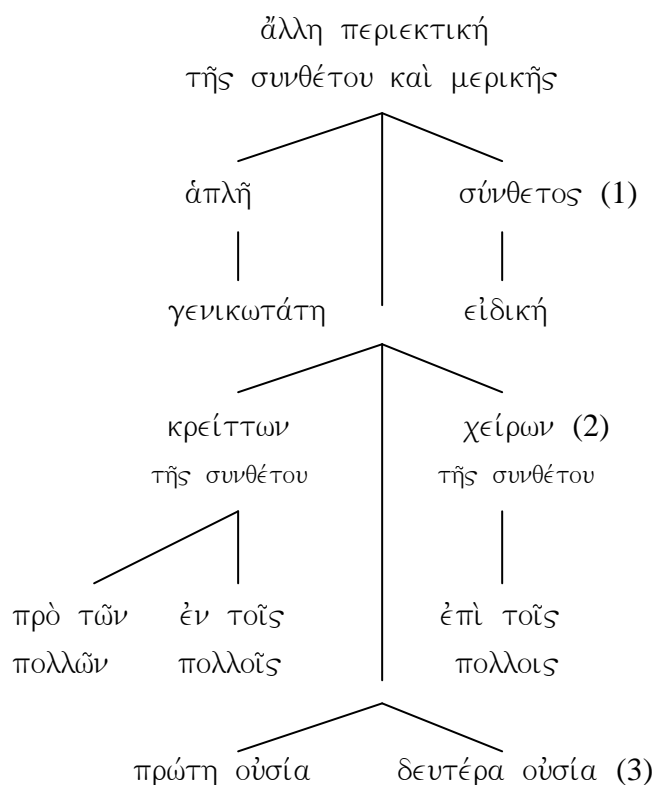 ἄλλη περιεκτική
τῆς συνθέτου καὶ μερικῆς
ἁπλῆ σύνθετος (1)
γενικωτάτη εἰδική
κρείττων χείρων (2)
τῆς συνθέτου τῆς συνθέτου
πρὸ τῶν ἐν τοῖς ἐπὶ τοῖς
πολλῶν πολλοῖς πολλοις
πρώτη οὐσία δευτέρα οὐσία (3)